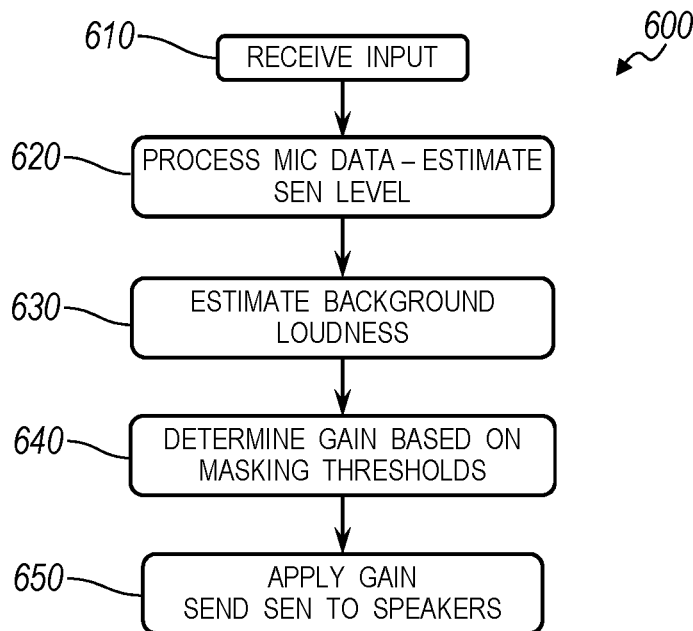 600
610
RECEIVE INPUT
620
PROCESS MIC DATA – ESTIMATE
SEN LEVEL
630
ESTIMATE BACKGROUND
LOUDNESS
640
DETERMINE GAIN BASED ON
MASKING THRESHOLDS
650
APPLY GAIN
SEND SEN TO SPEAKERS